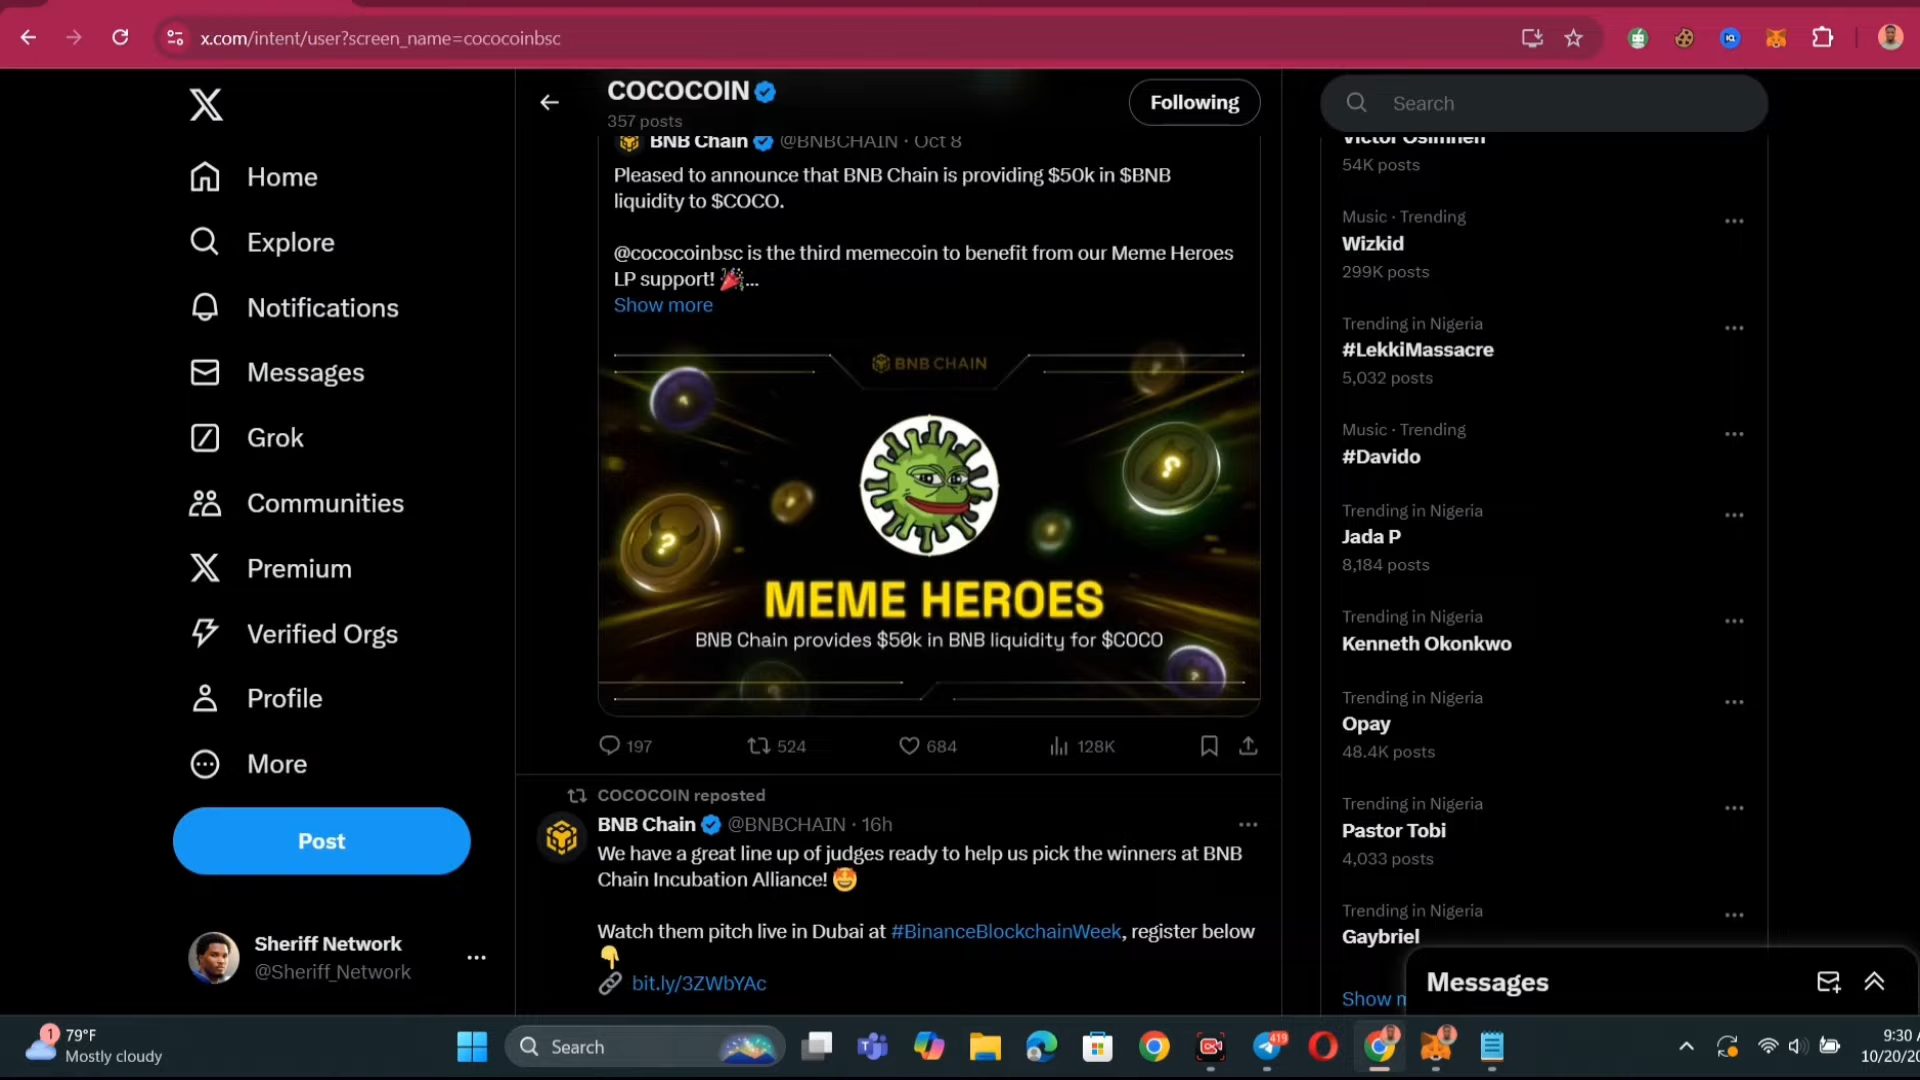 x.com/intent/user?screen_name=cococoinbsc
Home
Explore
Notifications
Messages
Grok
Communities
Premium
Verified Orgs
Profile
More
Post
Sheriff Network
@Sheriff_Network
COCOCOIN
357 posts
Following
BNB Chain @BNBCHAIN · Oct 8
Pleased to announce that BNB Chain is providing $50k in $BNB
liquidity to $COCO.
@cococoinbsc is the third memecoin to benefit from our Meme Heroes
LP support! 🎉...
Show more
BNB CHAIN
MEME HEROES
BNB Chain provides $50k in BNB liquidity for $COCO
197 524 684 128K
COCOCOIN reposted
BNB Chain @BNBCHAIN · 16h
We have a great line up of judges ready to help us pick the winners at BNB
Chain Incubation Alliance! 🤩
Watch them pitch live in Dubai at #BinanceBlockchainWeek, register below
👇
🔗 bit.ly/3ZWbYAc
Search
Victor Osimhen
54K posts
Music · Trending
Wizkid
299K posts
Trending in Nigeria
#LekkiMassacre
5,032 posts
Music · Trending
#Davido
Trending in Nigeria
Jada P
8,184 posts
Trending in Nigeria
Kenneth Okonkwo
Trending in Nigeria
Opay
48.4K posts
Trending in Nigeria
Pastor Tobi
4,033 posts
Trending in Nigeria
Gaybriel
Show
Messages
1
79°F
Mostly cloudy
Search
419
9:30
10/20/20